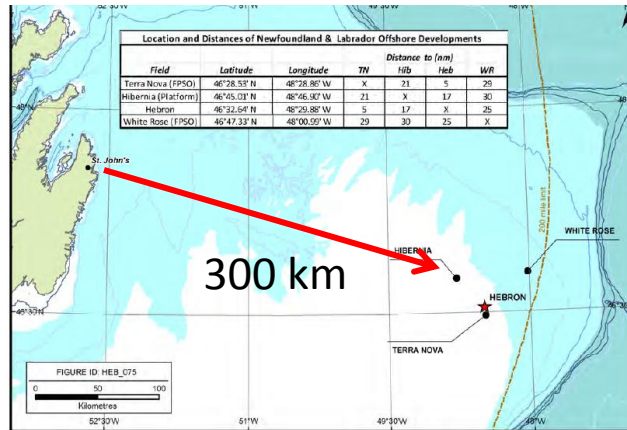 52°30'W
51°W
49°30'W
48°W
Location and Distances of Newfoundland & Labrador Offshore Developments
Distance to (nm)
Field Latitude Longitude TN Hib Heb WR
Terra Nova (FPSO) 46°28.53' N 48°28.86' W X 21 5 29
Hibernia (Platform) 46°45.01' N 48°46.90' W 21 X 17 30
Hebron 46°32.64' N 48°29.88' W 5 17 X 25
White Rose (FPSO) 46°47.33' N 48°00.99' W 29 30 25 X
48°N
St. John's
200 mile limit
WHITE ROSE
HIBERNIA
300 km
HEBRON
46°30'N
46°30'
TERRA NOVA
FIGURE ID: HEB_075
0 50 100
Kilometres
52°30'W
51°W
49°30'W
48°W